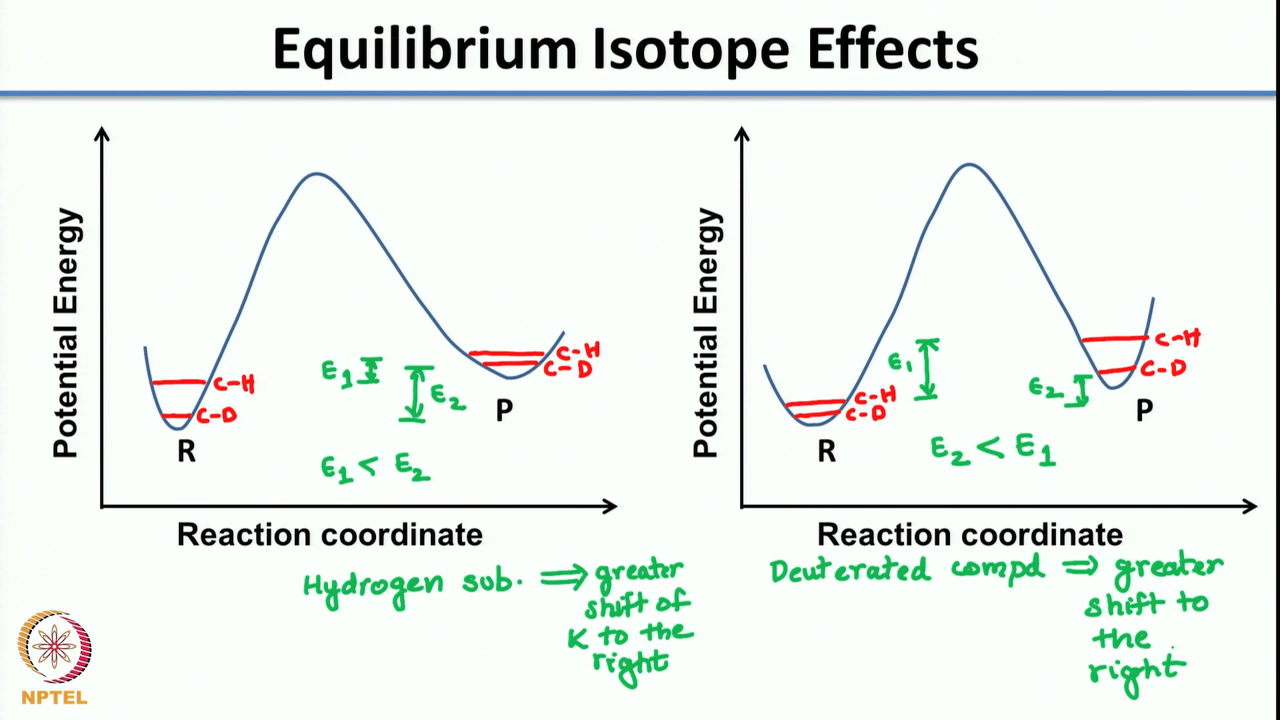 Equilibrium Isotope Effects
Potential Energy
C-H
C-D
R
E1
E2
E1 < E2
C-H
C-D
P
Reaction coordinate
Hydrogen sub. ⇒ greater
shift of
K to the
right
Potential Energy
C-H
C-D
R
E1
E2
E2 < E1
C-H
C-D
P
Reaction coordinate
Deuterated compd ⇒ greater
shift to
the
right
NPTEL